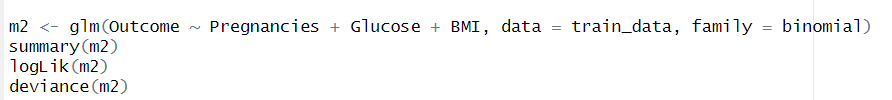 m2 <- glm(Outcome ~ Pregnancies + Glucose + BMI, data = train_data, family = binomial)
summary(m2)
logLik(m2)
deviance(m2)